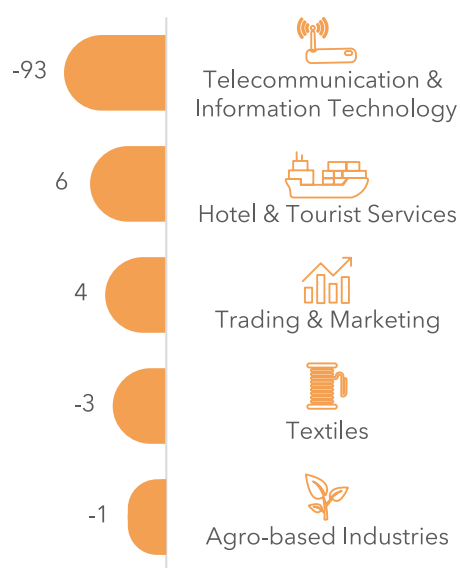 -93
Telecommunication &
Information Technology
6
Hotel & Tourist Services
4
Trading & Marketing
-3
Textiles
-1
Agro-based Industries